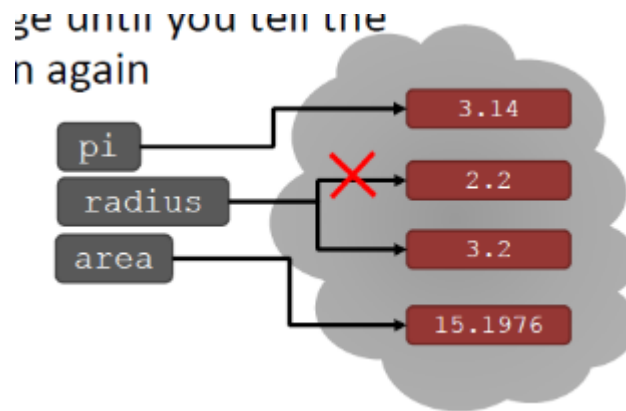 ge until you tell the
n again
pi
radius
area
3.14
2.2
3.2
15.1976